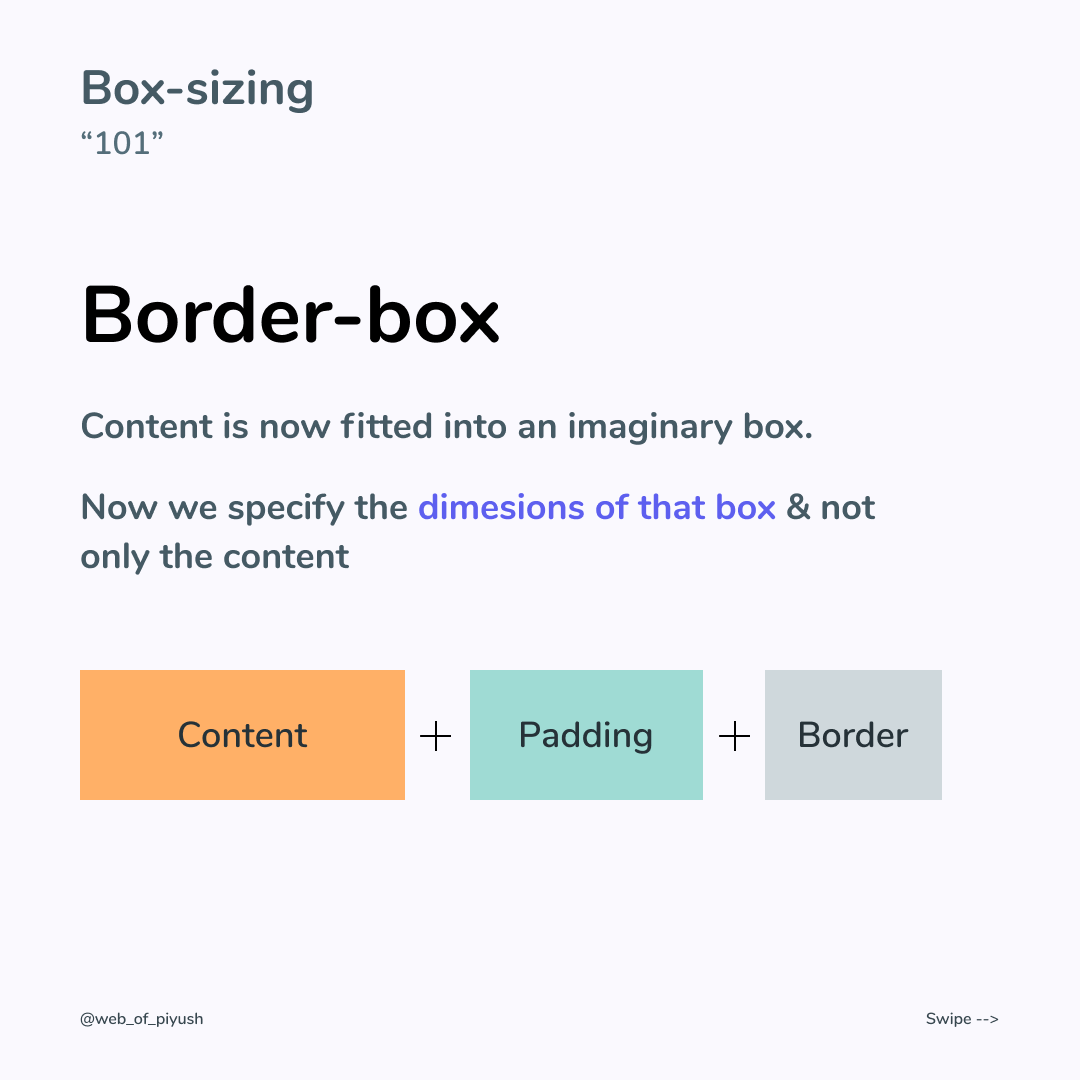 Box-sizing
“101”
Border-box
Content is now fitted into an imaginary box.
Now we specify the dimesions of that box & not
only the content
Content + Padding + Border
@web_of_piyush
Swipe -->